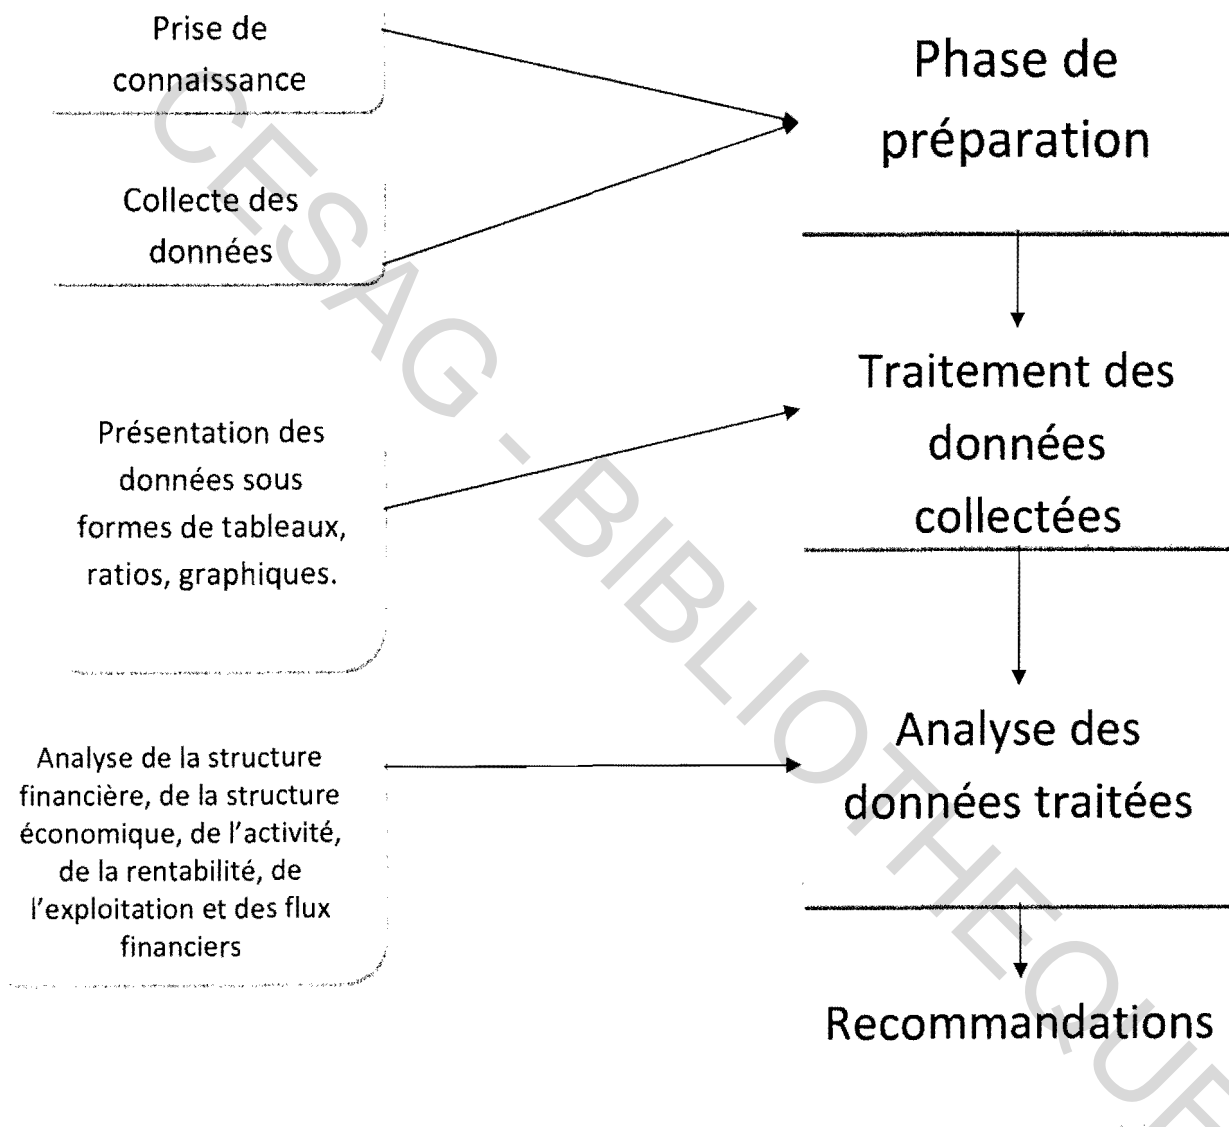 Prise de
connaissance
Phase de
préparation
Collecte des
données
Traitement des
données
collectées
Présentation des
données sous
formes de tableaux,
ratios, graphiques.
Analyse des
données traitées
Analyse de la structure
financière, de la structure
économique, de l'activité,
de la rentabilité, de
l'exploitation et des flux
financiers
Recommandations
CESAG - BIBLIOTHEQUE